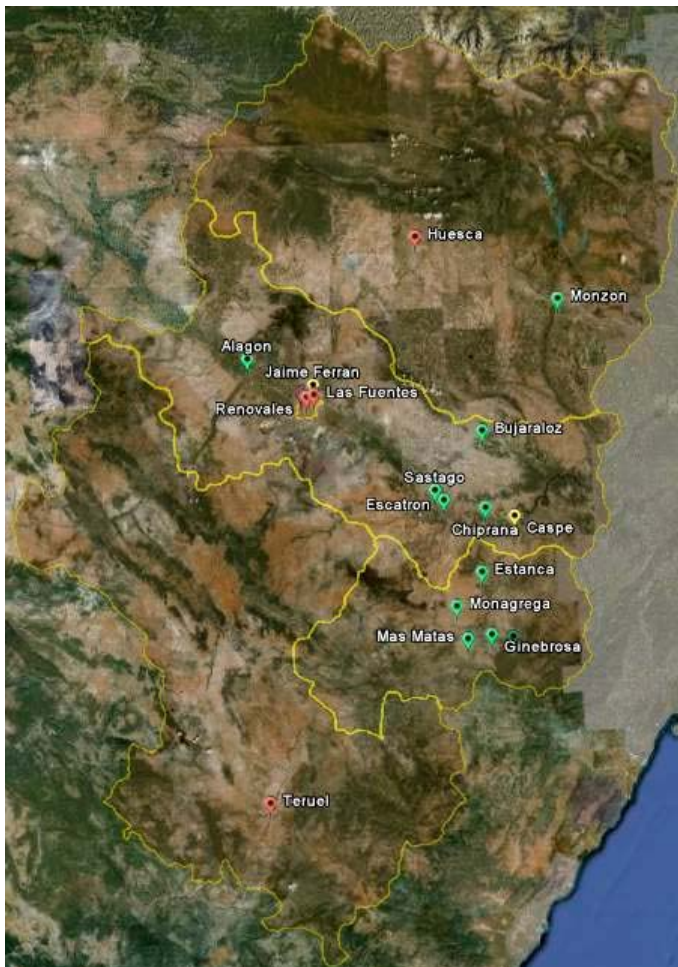 Huesca
Monzon
Alagon
Jaime Ferran
Las Fuentes
Renovales
Bujaraloz
Sastago
Escatron
Chiprana
Caspe
Estanca
Monagrega
Mas Matas
Ginebrosa
Teruel